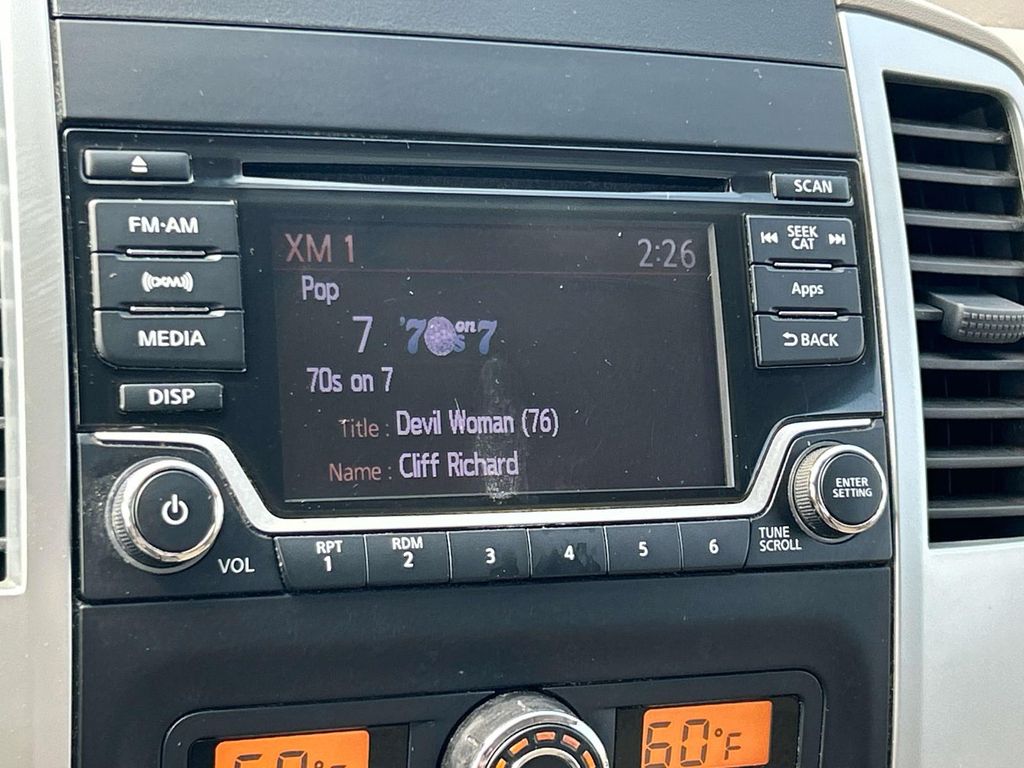 SCAN
FM·AM
SEEK
CAT
XM
Apps
MEDIA
BACK
DISP
XM 1 2:26
Pop
7 '70s on 7
70s on 7
Title : Devil Woman (76)
Name : Cliff Richard
ENTER
SETTING
VOL
RPT
1
RDM
2
3
4
5
6
TUNE
SCROLL
60°F
60°F